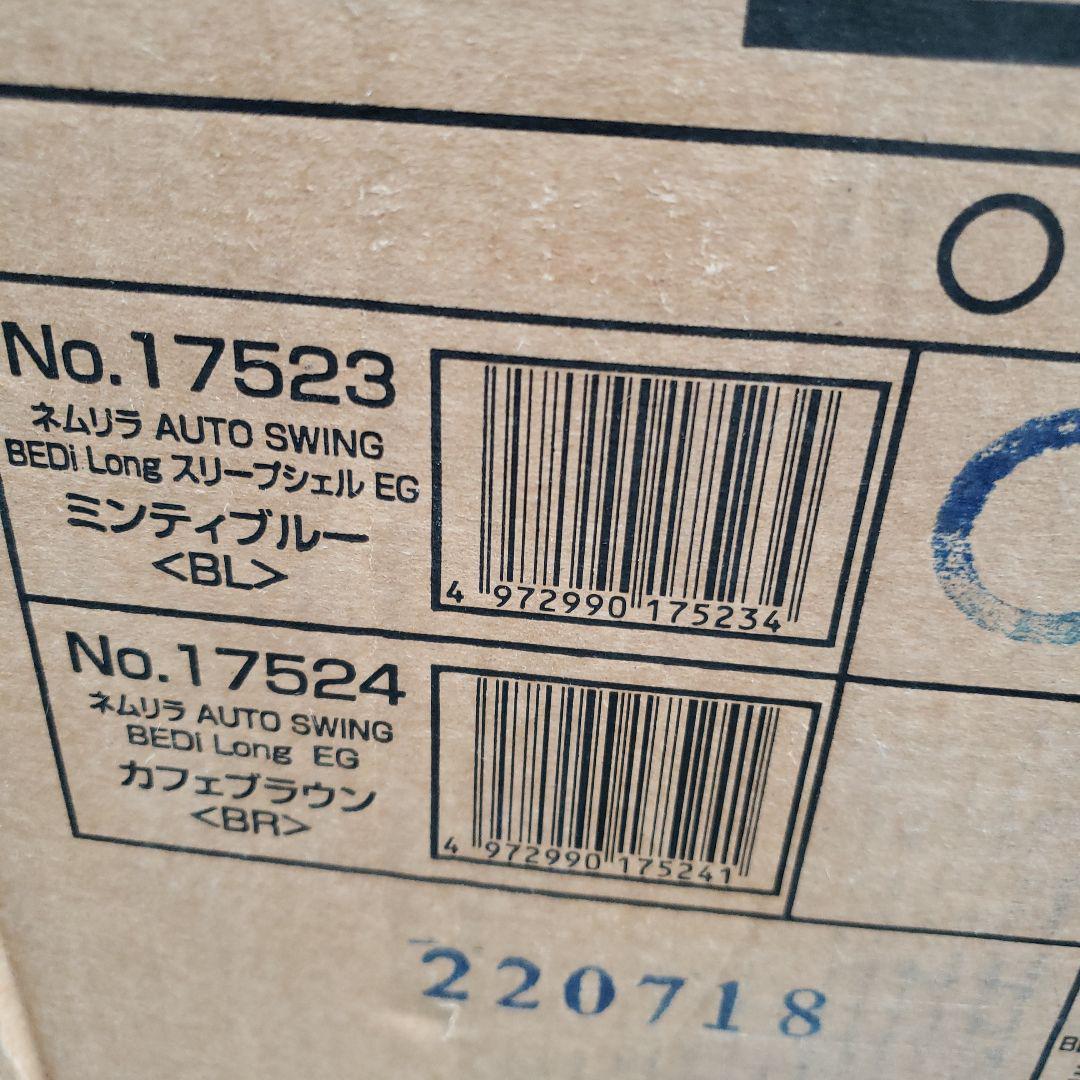 No.17523
ネムリラ AUTO SWING
BEDi Long スリープシェル EG
ミンティブルー
<BL>
4 972990 175234
No.17524
ネムリラ AUTO SWING
BEDi Long EG
カフェブラウン
<BR>
4 972990 175241
220718